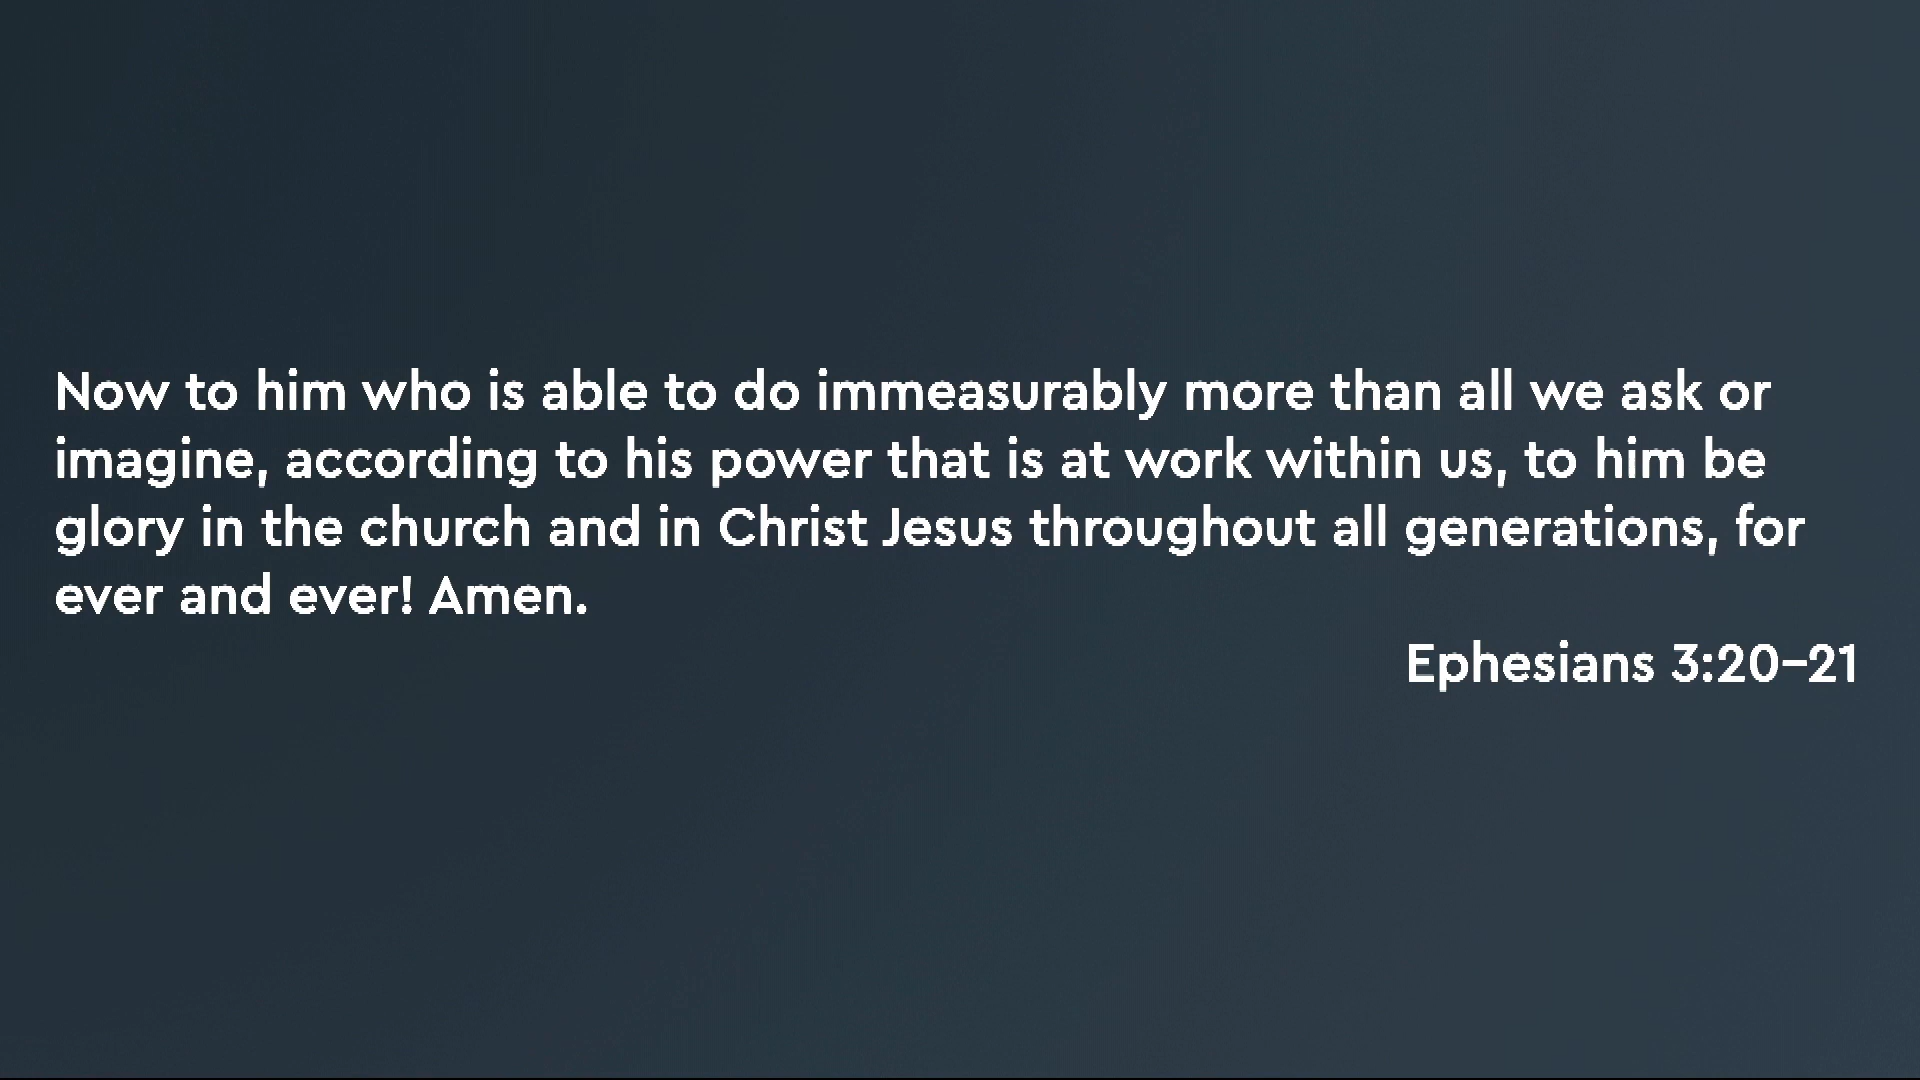 Now to him who is able to do immeasurably more than all we ask or
imagine, according to his power that is at work within us, to him be
glory in the church and in Christ Jesus throughout all generations, for
ever and ever! Amen.
Ephesians 3:20–21